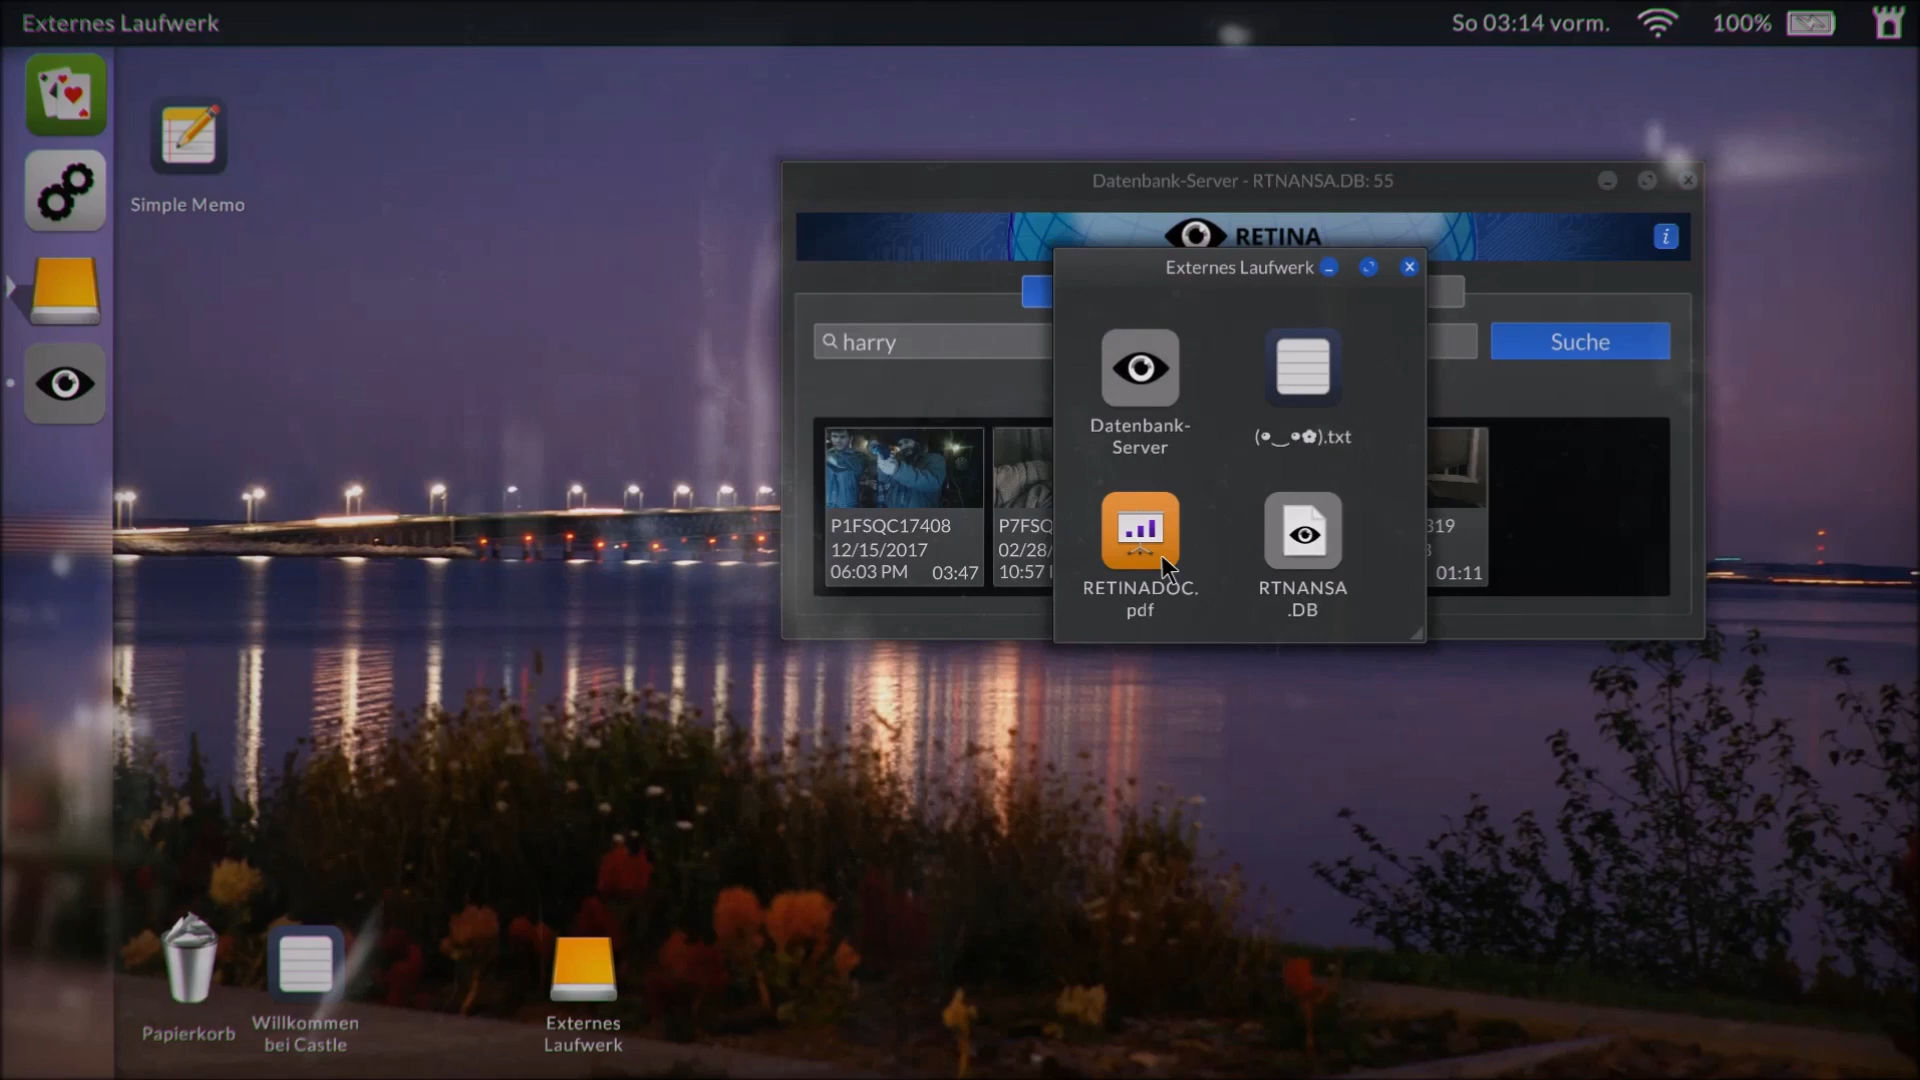 Externes Laufwerk
So 03:14 vorm.
100%
Simple Memo
Datenbank-Server - RTNANSA.DB: 55
RETINA
i
harry
Suche
P1FSQC17408
12/15/2017
06:03 PM 03:47
P7FSQ
02/28/
10:57
319
01:11
Externes Laufwerk
Datenbank-
Server
(•‿•✿).txt
RETINADOC.
pdf
RTNANSA
.DB
Papierkorb
Willkommen
bei Castle
Externes
Laufwerk